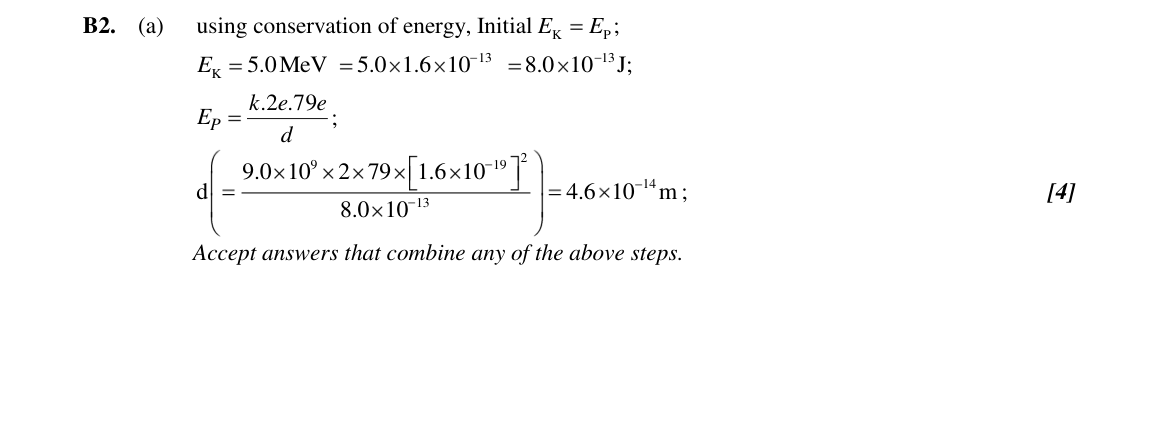 B2. (a) using conservation of energy, Initial E_K = E_P;
E_K = 5.0 MeV = 5.0×1.6×10⁻¹³ = 8.0×10⁻¹³ J;
E_P = k.2e.79e / d ;
d( = 9.0×10⁹ × 2×79×[1.6×10⁻¹⁹]² / 8.0×10⁻¹³ ) = 4.6×10⁻¹⁴ m ; [4]
Accept answers that combine any of the above steps.